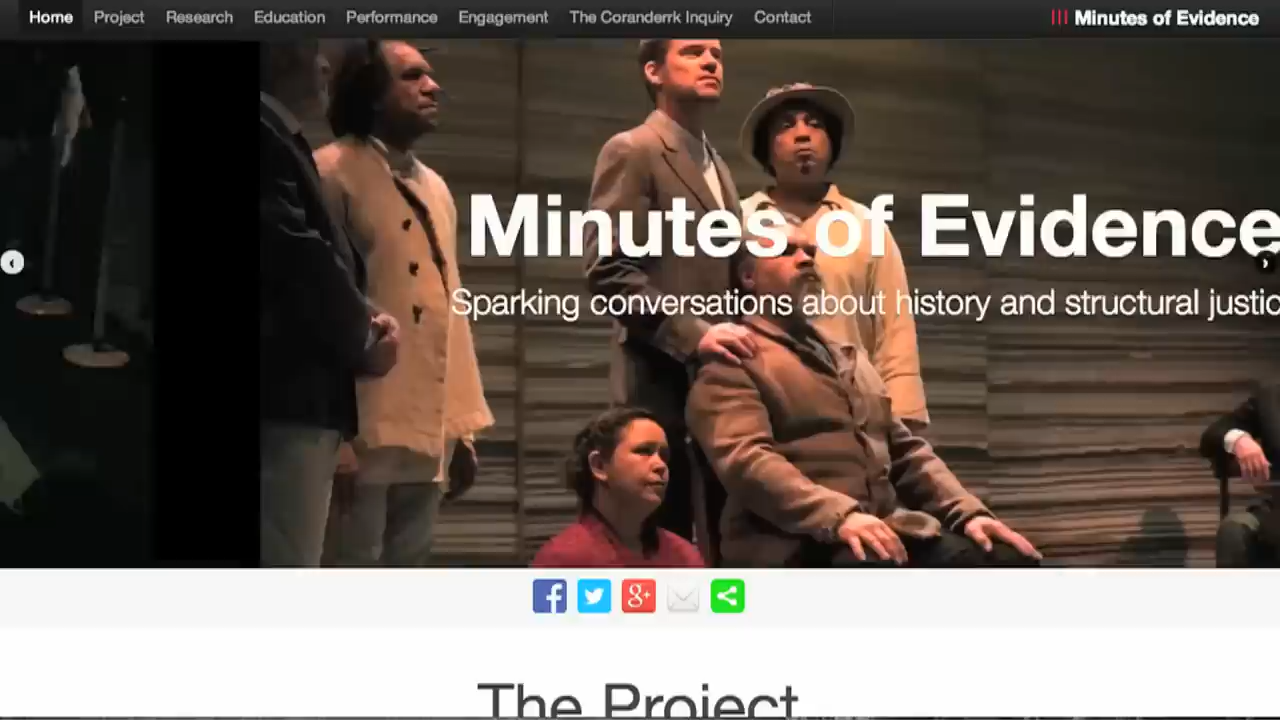 Home Project Research Education Performance Engagement The Coranderrk Inquiry Contact
Minutes of Evidence
Minutes of Evidence
Sparking conversations about history and structural justic
The Project